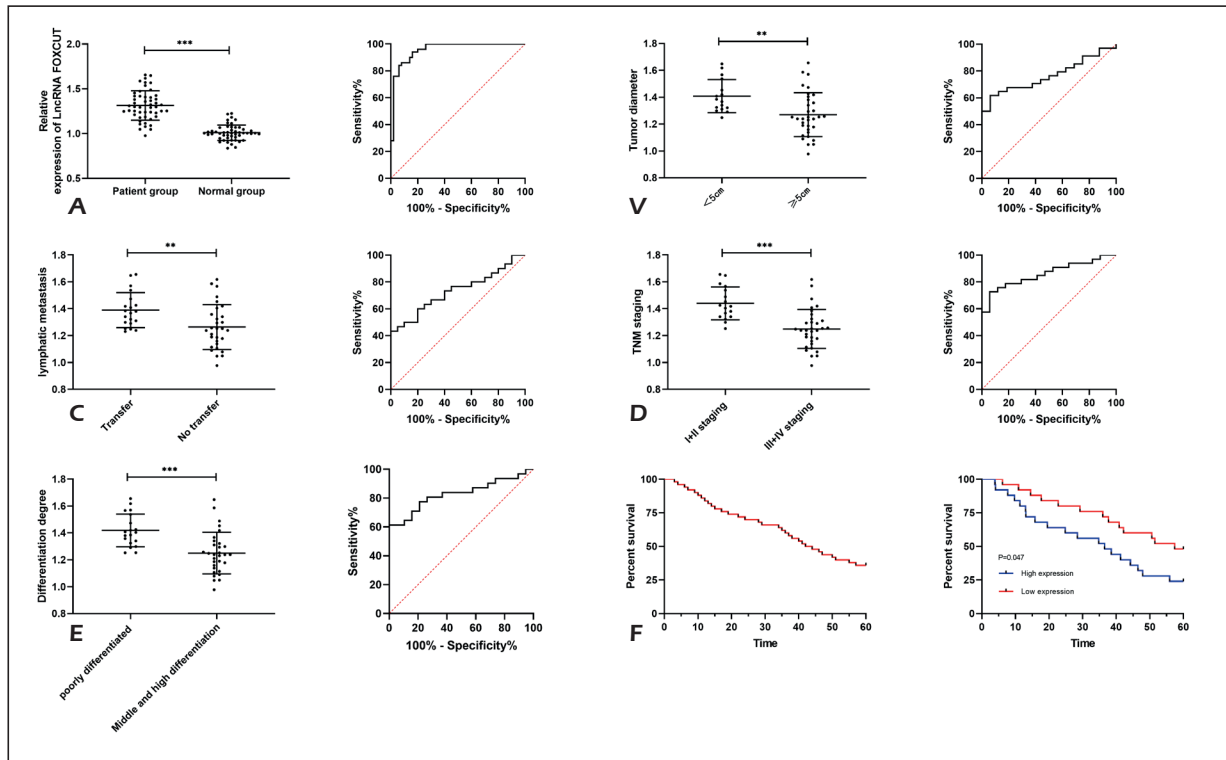 ***
2.0
1.5
1.0
0.5
Relative
expression of LncRNA FOXCUT
Patient group
Normal group
A
100
80
60
40
20
0
Sensitivity%
0 20 40 60 80 100
100% - Specificity%
**
1.8
1.6
1.4
1.2
1.0
0.8
Tumor diameter
<5cm
⩾5cm
V
100
80
60
40
20
0
Sensitivity%
0 20 40 60 80 100
100% - Specificity%
**
1.8
1.6
1.4
1.2
1.0
0.8
lymphatic metastasis
Transfer
No transfer
C
100
80
60
40
20
0
Sensitivity%
0 20 40 60 80 100
100% - Specificity%
***
1.8
1.6
1.4
1.2
1.0
0.8
TNM staging
I+II staging
III+IV staging
D
100
80
60
40
20
0
Sensitivity%
0 20 40 60 80 100
100% - Specificity%
***
1.8
1.6
1.4
1.2
1.0
0.8
Differentiation degree
poorly differentiated
Middle and high differentiation
E
100
80
60
40
20
0
Sensitivity%
0 20 40 60 80 100
100% - Specificity%
100
75
50
25
0
Percent survival
0 10 20 30 40 50 60
Time
F
100
75
50
25
0
Percent survival
P=0.047
High expression
Low expression
0 10 20 30 40 50 60
Time